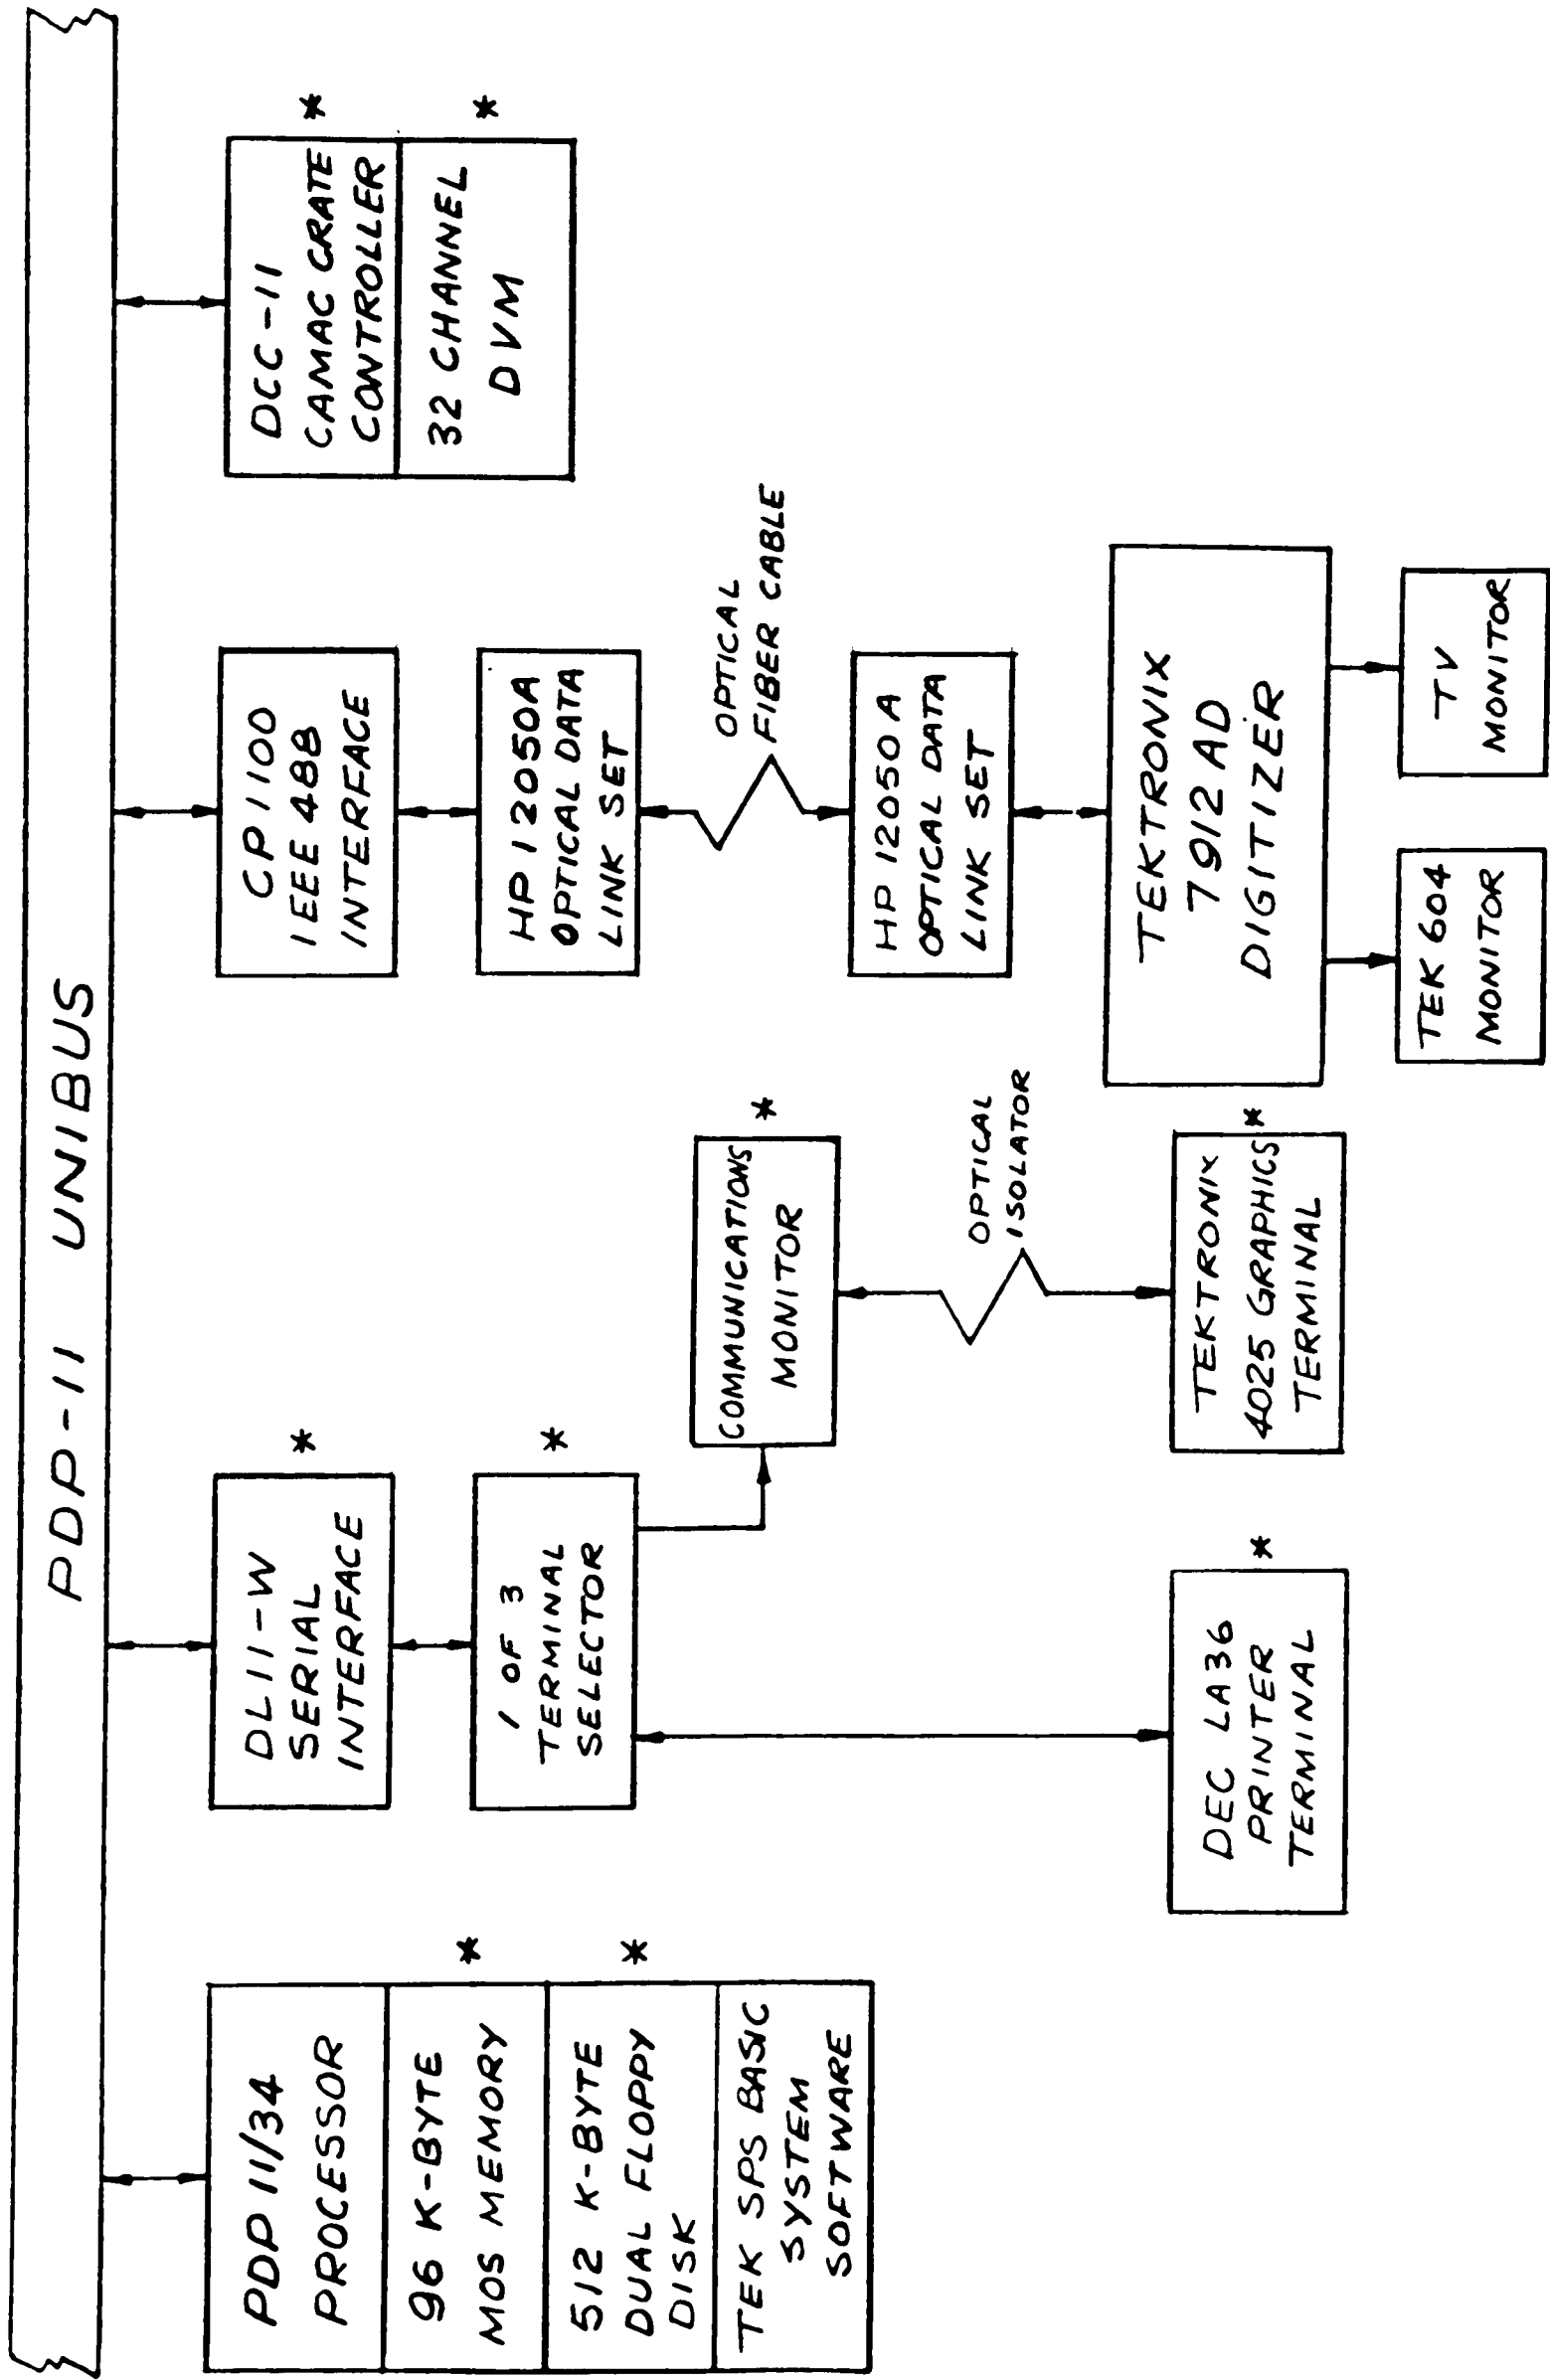 PDP-11 UNIBUS
PDP 11/34
PROCESSOR
96 K-BYTE
MOS MEMORY
*
512 K-BYTE
DUAL FLOPPY
DISK
*
TEK SPS BASIC
SYSTEM
SOFTWARE
DL11-W
SERIAL
INTERFACE
*
1 OF 3
TERMINAL
SELECTOR
*
DEC LA36
PRINTER
TERMINAL
*
COMMUNICATIONS
MONITOR
*
OPTICAL
ISOLATOR
TEKTRONIX
4025 GRAPHICS
TERMINAL
*
CP1100
IEEE 488
INTERFACE
HP 12050A
OPTICAL DATA
LINK SET
OPTICAL
FIBER CABLE
HP 12050A
OPTICAL DATA
LINK SET
TEKTRONIX
7912AD
DIGITIZER
TEK 604
MONITOR
TV
MONITOR
DCC-11
CAMAC CRATE
CONTROLLER
*
32 CHANNEL
DVM
*